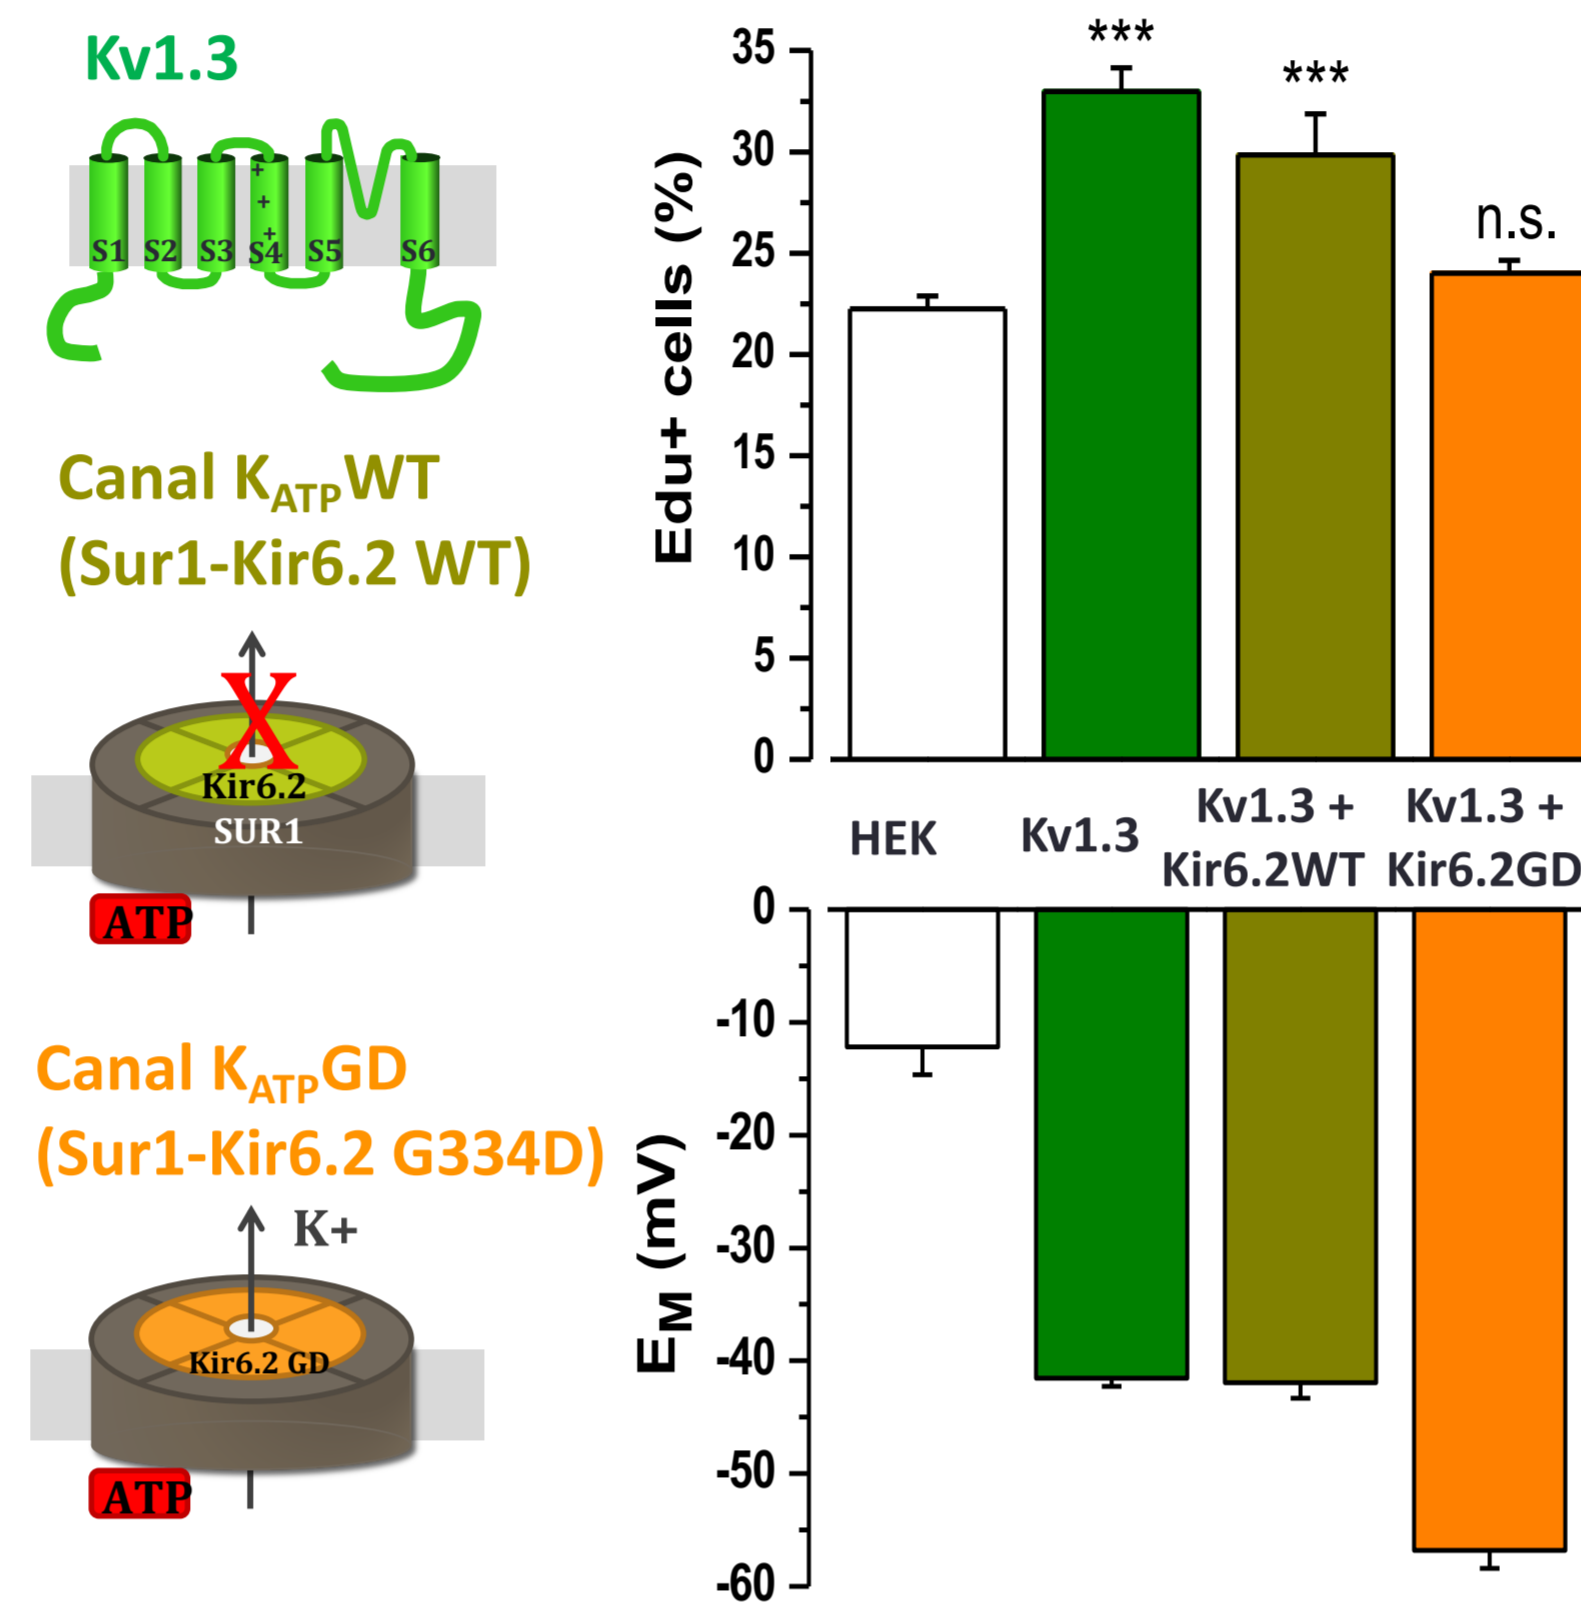 Kv1.3
+
+
+
S1 S2 S3 S4 S5 S6
Canal KATPWT
(Sur1-Kir6.2 WT)
X
Kir6.2
SUR1
ATP
Canal KATPGD
(Sur1-Kir6.2 G334D)
K+
Kir6.2 GD
ATP
Edu+ cells (%)
35
30
25
20
15
10
5
0
***
***
n.s.
HEK
Kv1.3
Kv1.3 +
Kir6.2WT
Kv1.3 +
Kir6.2GD
EM (mV)
0
-10
-20
-30
-40
-50
-60